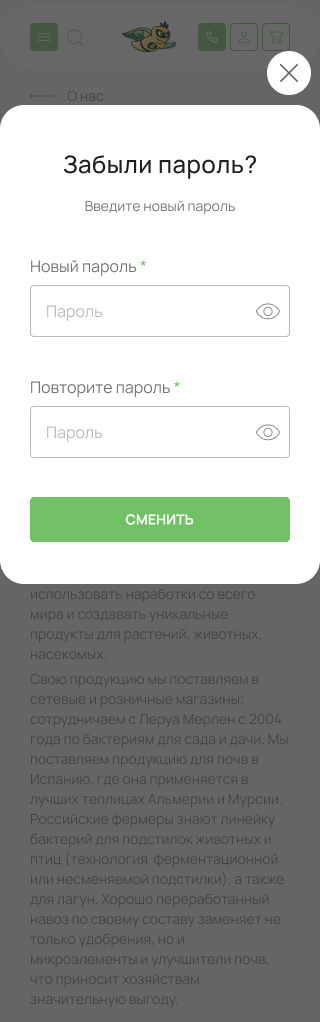 О нас
Забыли пароль?
Введите новый пароль
Новый пароль *
Пароль
Повторите пароль *
Пароль
СМЕНИТЬ
использовать наработки со всего
мира и создавать уникальные
продукты для растений, животных,
насекомых.
Свою продукцию мы поставляем в
сетевые и розничные магазины;
сотрудничаем с Леруа Мерлен с 2004
года по бактериям для сада и дачи. Мы
поставляем продукцию для почв в
Испанию, где она применяется в
лучших теплицах Альмерии и Мурсии.
Российские фермеры знают линейку
бактерий для подстилок животных и
птиц (технология ферментационной
или несменяемой подстилки), а также
для лагун. Хорошо переработанный
навоз по своему составу заменяет не
только удобрения, но и
микроэлементы и улучшители почв,
что приносит хозяйствам
значительную выгоду.